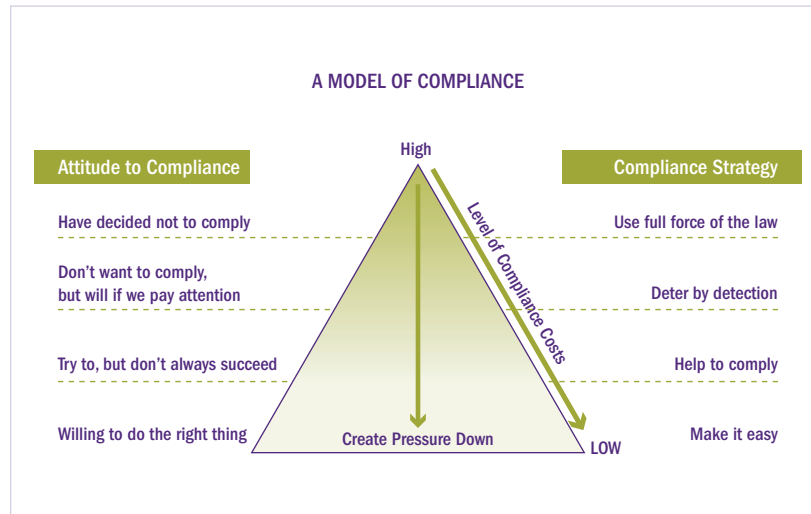 A MODEL OF COMPLIANCE
High
Attitude to Compliance
Compliance Strategy
Have decided not to comply
Use full force of the law
Level of Compliance Costs
Don’t want to comply,
but will if we pay attention
Deter by detection
Try to, but don’t always succeed
Help to comply
Willing to do the right thing
Create Pressure Down
LOW
Make it easy